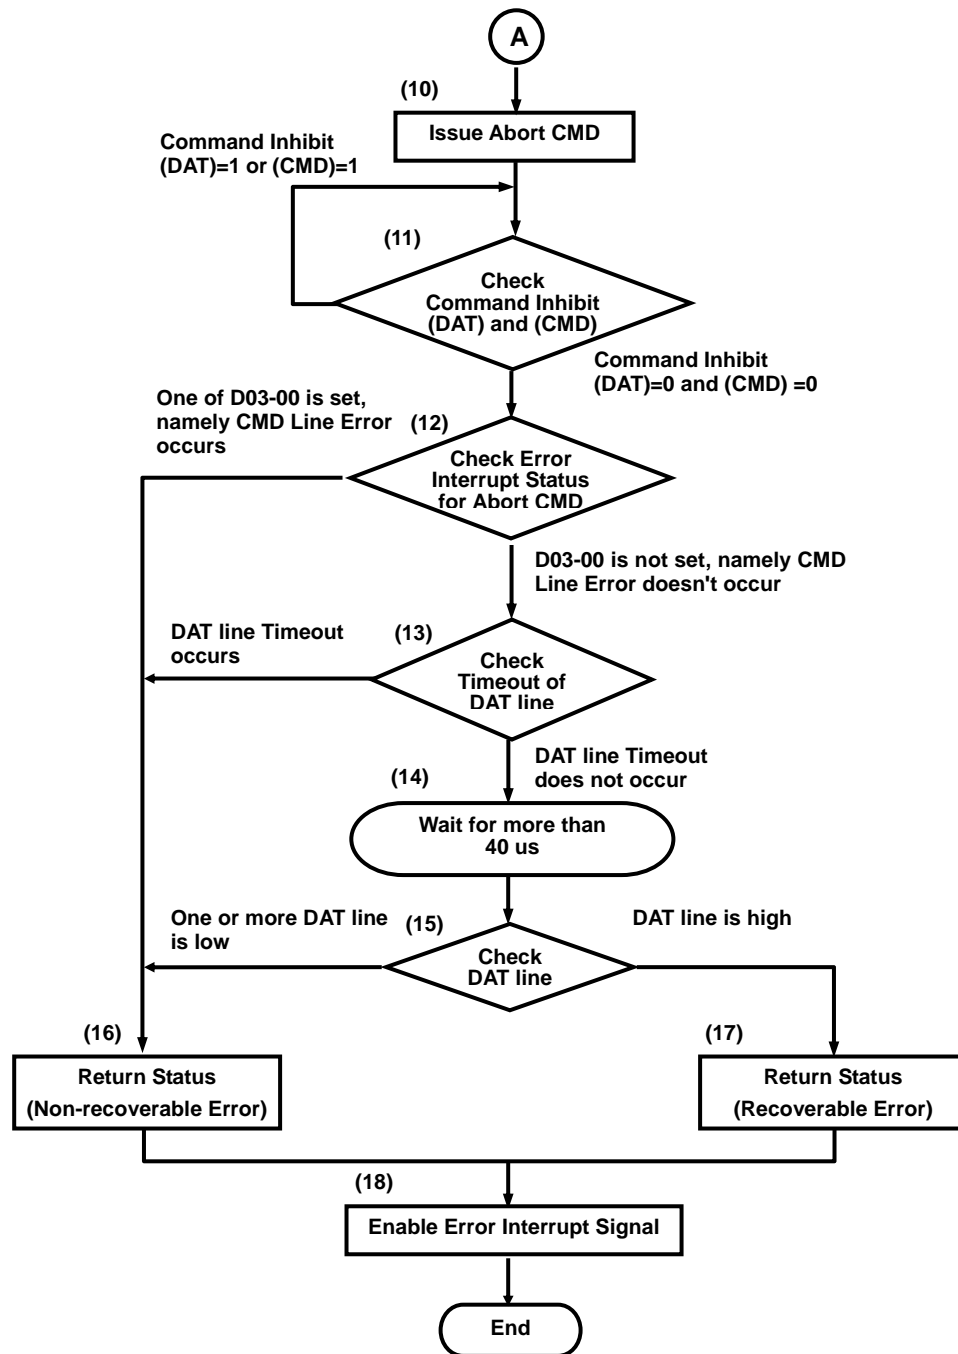 A
(10)
Issue Abort CMD
Command Inhibit
(DAT)=1 or (CMD)=1
(11)
Check
Command Inhibit
(DAT) and (CMD)
Command Inhibit
(DAT)=0 and (CMD) =0
One of D03-00 is set,
namely CMD Line Error
occurs
(12)
Check Error
Interrupt Status
for Abort CMD
D03-00 is not set, namely CMD
Line Error doesn't occur
DAT line Timeout
occurs
(13)
Check
Timeout of
DAT line
DAT line Timeout
does not occur
(14)
Wait for more than
40 us
One or more DAT line
is low
(15)
DAT line is high
Check
DAT line
(16)
Return Status
(Non-recoverable Error)
(17)
Return Status
(Recoverable Error)
(18)
Enable Error Interrupt Signal
End